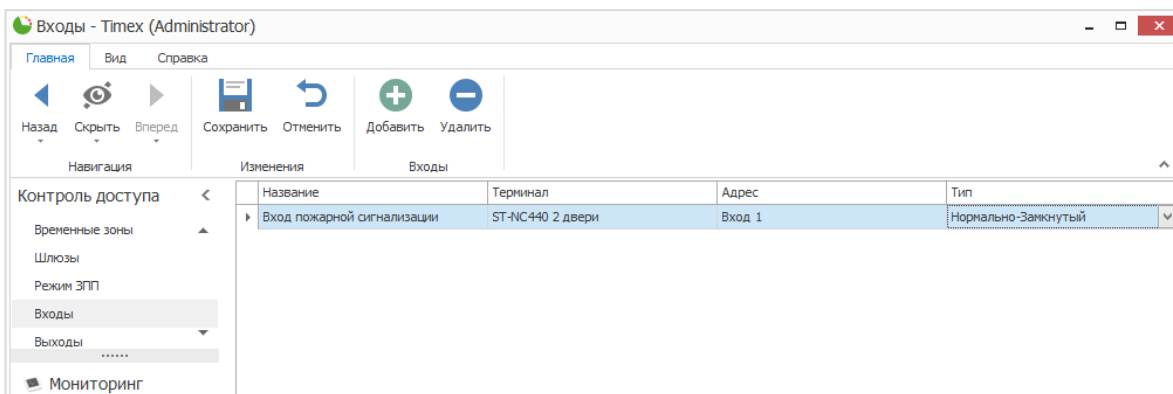 Входы - Timex (Administrator)
Главная Вид Справка
Назад Скрыть Вперед Сохранить Отменить Добавить Удалить
Навигация Изменения Входы
Контроль доступа
Название Терминал Адрес Тип
Вход пожарной сигнализации ST-NC440 2 двери Вход 1 Нормально-Замкнутый
Временные зоны
Шлюзы
Режим ЗПП
Входы
Выходы
Мониторинг